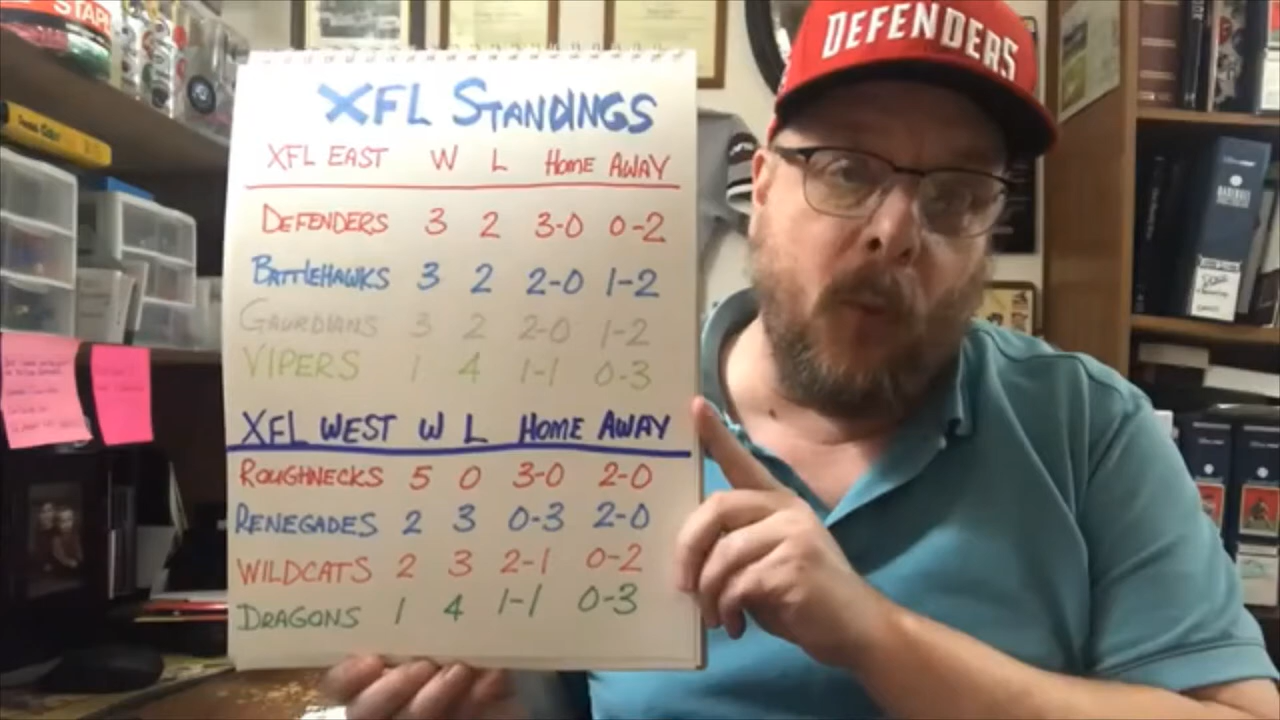 STAPL
DEFENDERS
XFL STANDINGS
XFL EAST W L HOME AWAY
DEFENDERS 3 2 3-0 0-2
BATTLEHAWKS 3 2 2-0 1-2
GAURDIANS 3 2 2-0 1-2
VIPERS 1 4 1-1 0-3
XFL WEST W L HOME AWAY
ROUGHNECKS 5 0 3-0 2-0
RENEGADES 2 3 0-3 2-0
WILDCATS 2 3 2-1 0-2
DRAGONS 1 4 1-1 0-3